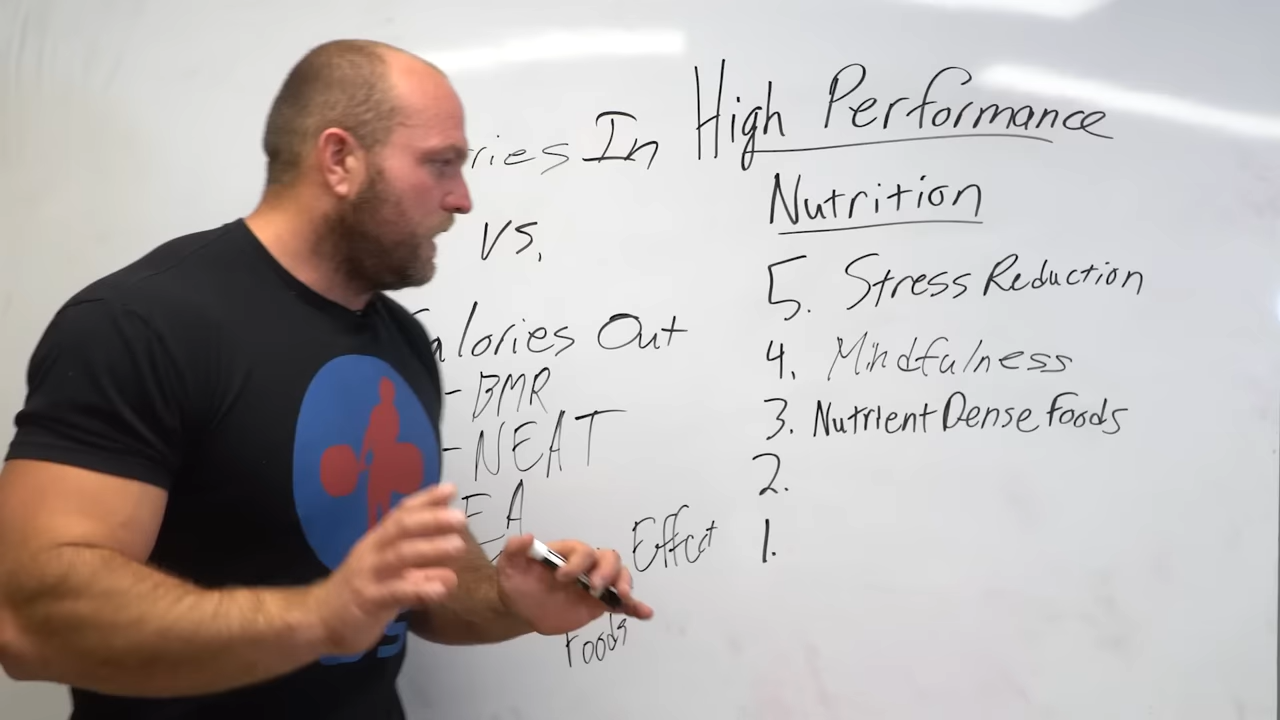 ries In
vs.
alories Out
- BMR
- NEAT
EA
Effect
Foods
High Performance
Nutrition
5. Stress Reduction
4. Mindfulness
3. Nutrient Dense Foods
2.
1.